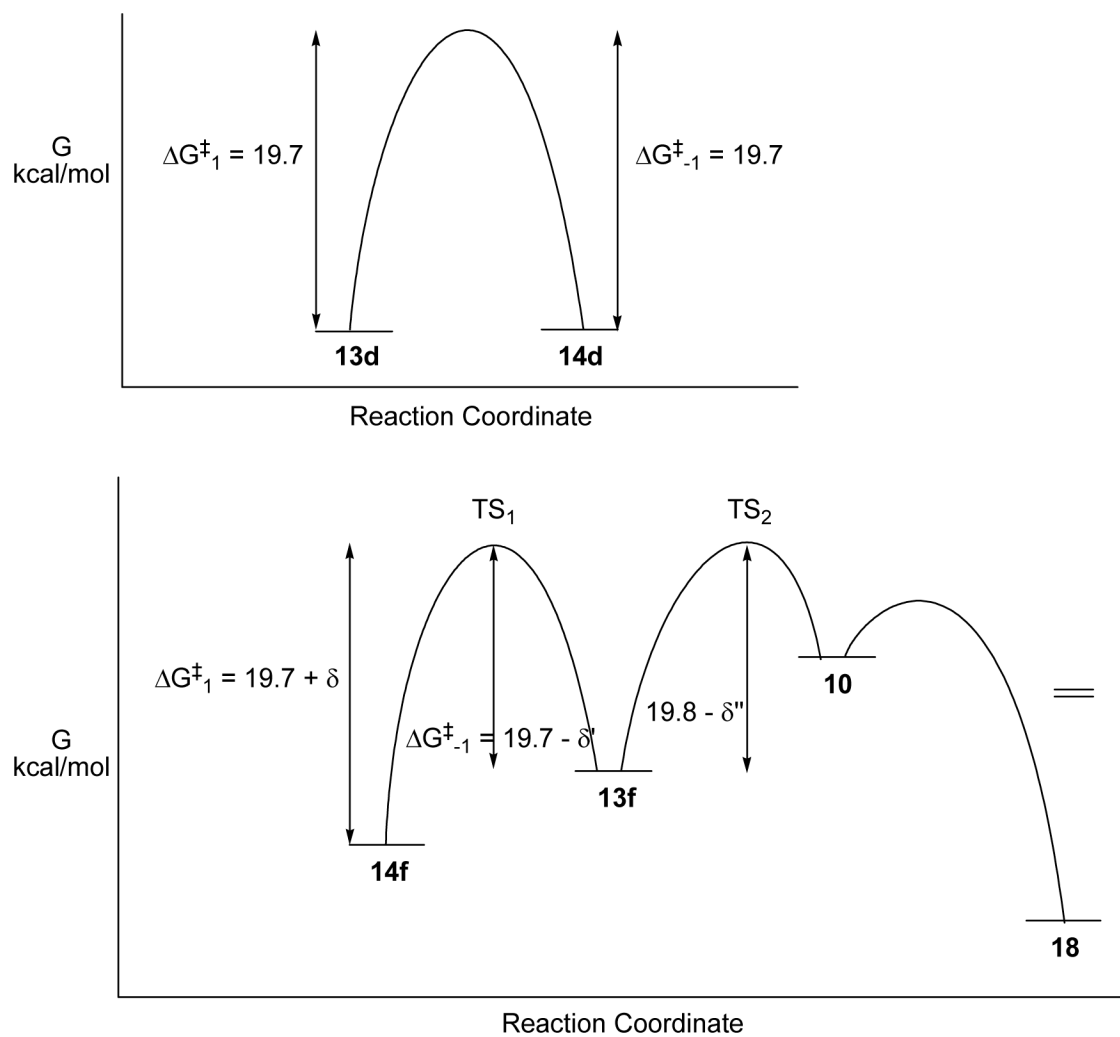 G
kcal/mol
ΔG‡1 = 19.7
ΔG‡-1 = 19.7
13d
14d
Reaction Coordinate
TS1
TS2
ΔG‡1 = 19.7 + δ
10
19.8 - δ"
ΔG‡-1 = 19.7 - δ'
G
kcal/mol
13f
14f
18
Reaction Coordinate